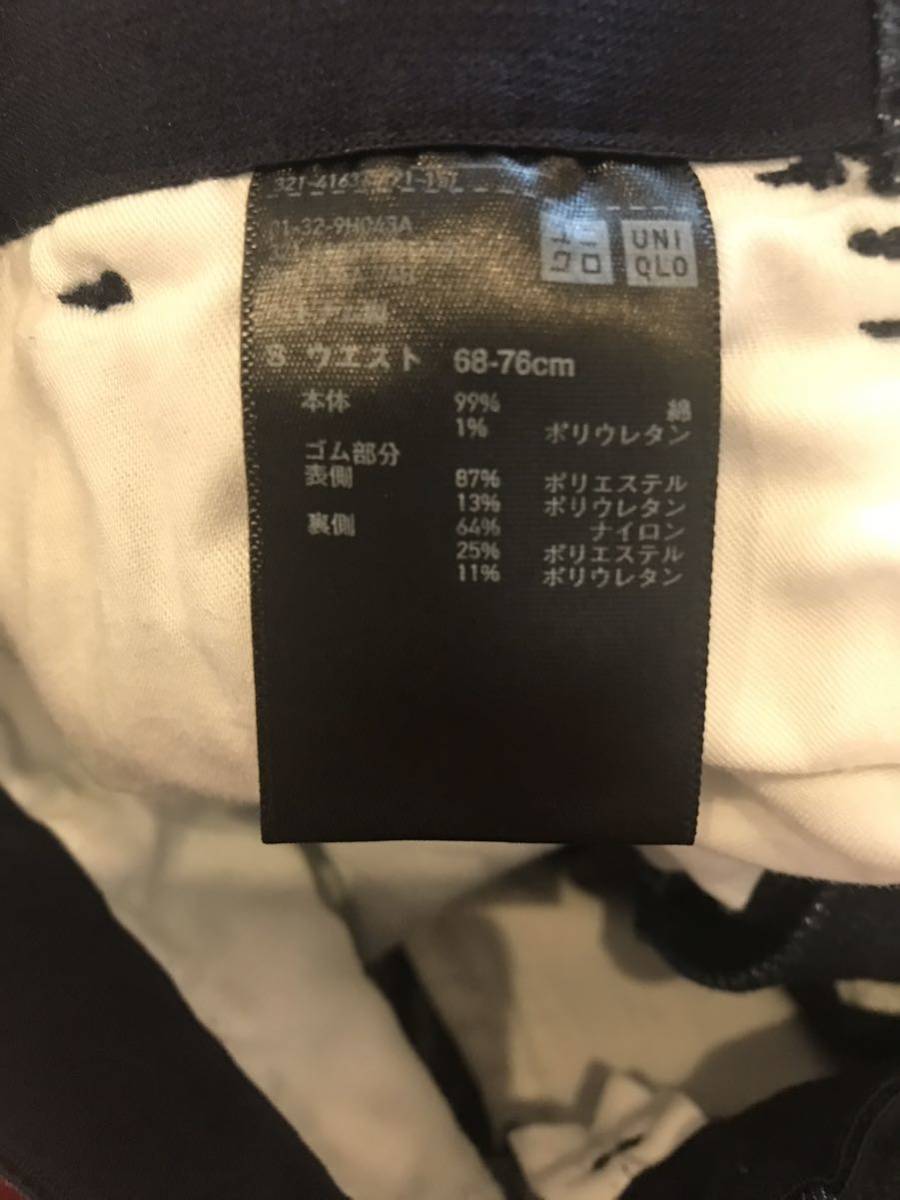 01-32-9H063A
ユニ
クロ
UNI
QLO
S ウエスト 68-76cm
本体 99% 綿
1% ポリウレタン
ゴム部分
表側 87% ポリエステル
13% ポリウレタン
裏側 64% ナイロン
25% ポリエステル
11% ポリウレタン